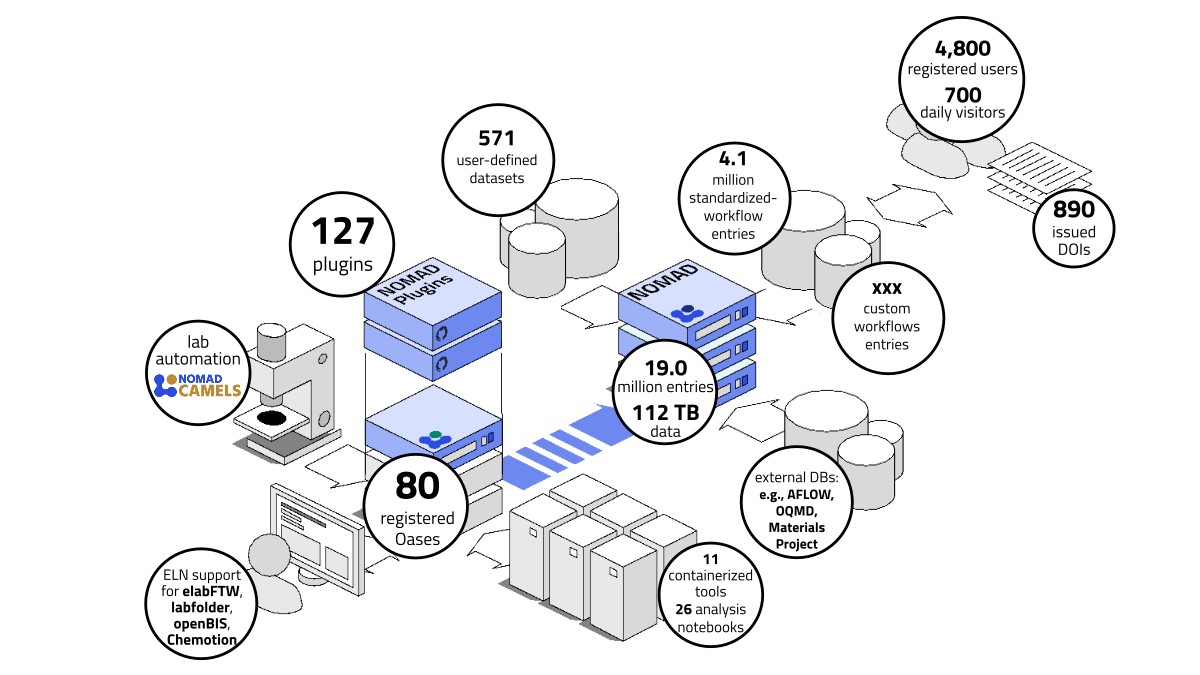 4,800
registered users
700
daily visitors
571
user-defined
datasets
4.1
million
standardized-
workflow
entries
890
issued
DOIs
127
plugins
NOMAD
Plugins
NOMAD
xxx
custom
workflows
entries
lab
automation
NOMAD
CAMELS
19.0
million entries
112 TB
data
80
registered
Oases
external DBs:
e.g., AFLOW,
OQMD,
Materials
Project
11
containerized
tools
26 analysis
notebooks
ELN support
for elabFTW,
labfolder,
openBIS,
Chemotion